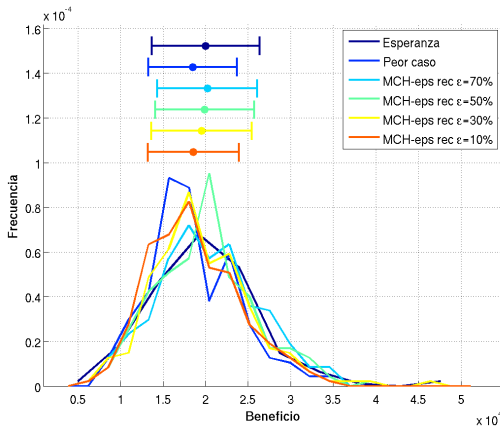 x 10⁻⁴
1.6
1.4
1.2
1
0.8
0.6
0.4
0.2
0
Frecuencia
Esperanza
Peor caso
MCH-eps rec ε=70%
MCH-eps rec ε=50%
MCH-eps rec ε=30%
MCH-eps rec ε=10%
0.5 1 1.5 2 2.5 3 3.5 4 4.5 5
Beneficio
x 10